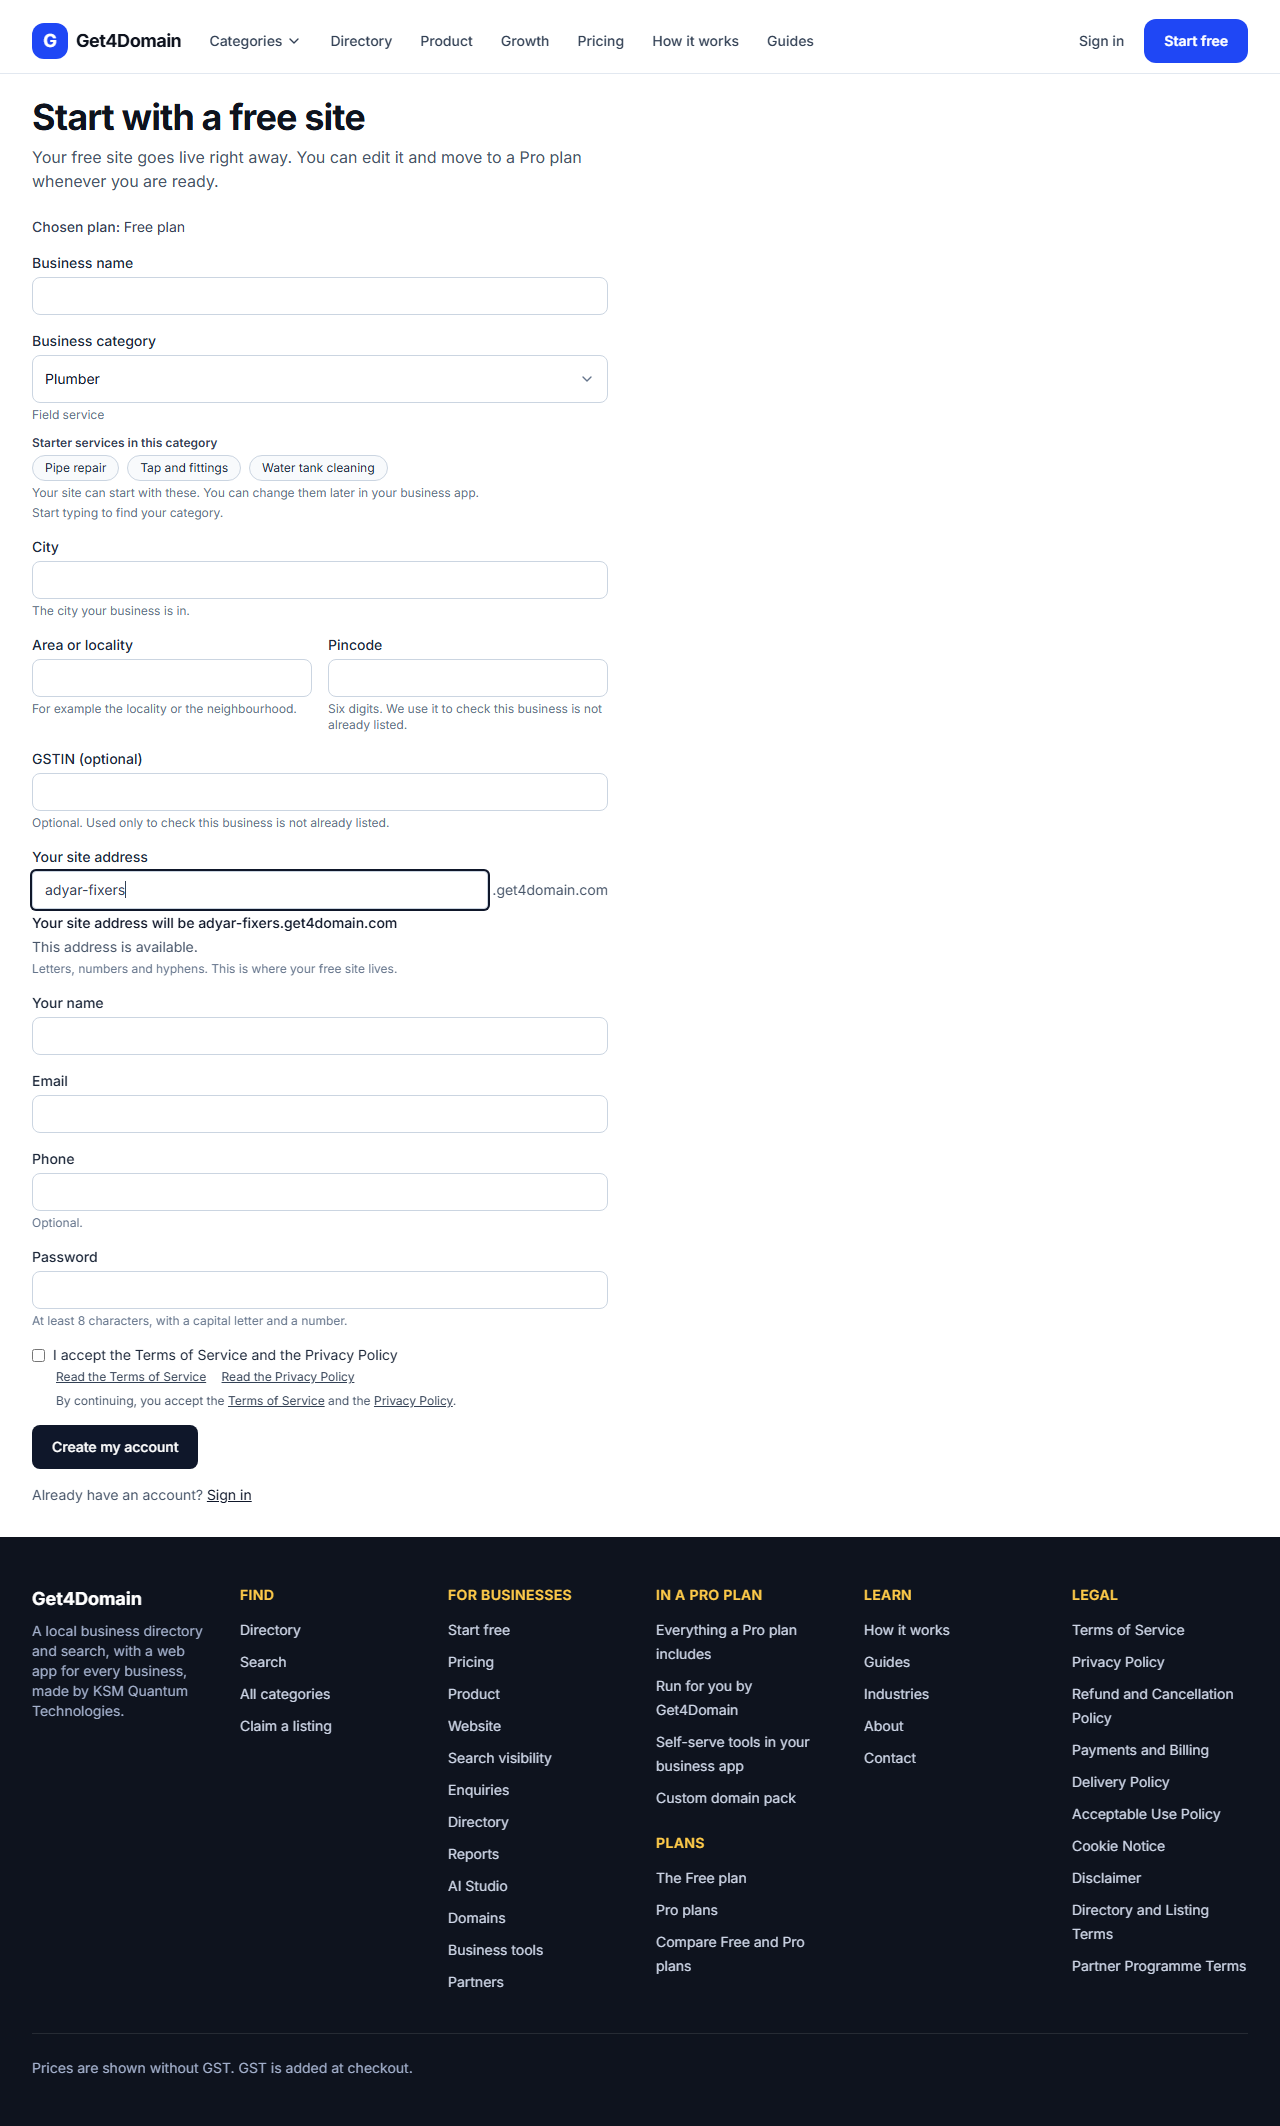 G Get4Domain Categories Directory Product Growth Pricing How it works Guides Sign in Start free
Start with a free site
Your free site goes live right away. You can edit it and move to a Pro plan
whenever you are ready.
Chosen plan: Free plan
Business name
Business category
Plumber
Field service
Starter services in this category
Pipe repair Tap and fittings Water tank cleaning
Your site can start with these. You can change them later in your business app.
Start typing to find your category.
City
The city your business is in.
Area or locality Pincode
For example the locality or the neighbourhood. Six digits. We use it to check this business is not
already listed.
GSTIN (optional)
Optional. Used only to check this business is not already listed.
Your site address
adyar-fixers .get4domain.com
Your site address will be adyar-fixers.get4domain.com
This address is available.
Letters, numbers and hyphens. This is where your free site lives.
Your name
Email
Phone
Optional.
Password
At least 8 characters, with a capital letter and a number.
I accept the Terms of Service and the Privacy Policy
Read the Terms of Service Read the Privacy Policy
By continuing, you accept the Terms of Service and the Privacy Policy.
Create my account
Already have an account? Sign in
Get4Domain
A local business directory
and search, with a web
app for every business,
made by KSM Quantum
Technologies.
FIND
Directory
Search
All categories
Claim a listing
FOR BUSINESSES
Start free
Pricing
Product
Website
Search visibility
Enquiries
Directory
Reports
AI Studio
Domains
Business tools
Partners
IN A PRO PLAN
Everything a Pro plan
includes
Run for you by
Get4Domain
Self-serve tools in your
business app
Custom domain pack
PLANS
The Free plan
Pro plans
Compare Free and Pro
plans
LEARN
How it works
Guides
Industries
About
Contact
LEGAL
Terms of Service
Privacy Policy
Refund and Cancellation
Policy
Payments and Billing
Delivery Policy
Acceptable Use Policy
Cookie Notice
Disclaimer
Directory and Listing
Terms
Partner Programme Terms
Prices are shown without GST. GST is added at checkout.